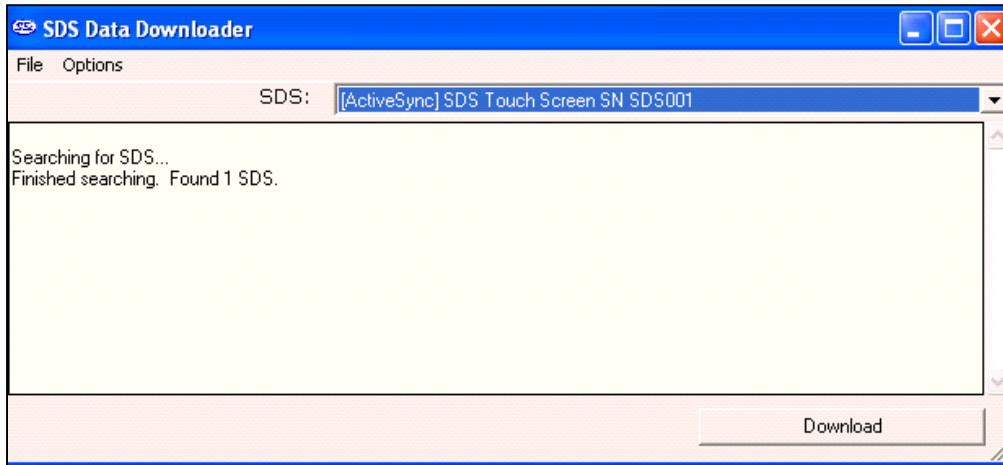 SDS Data Downloader
File Options
SDS: [ActiveSync] SDS Touch Screen SN SDS001
Searching for SDS...
Finished searching.  Found 1 SDS.
Download